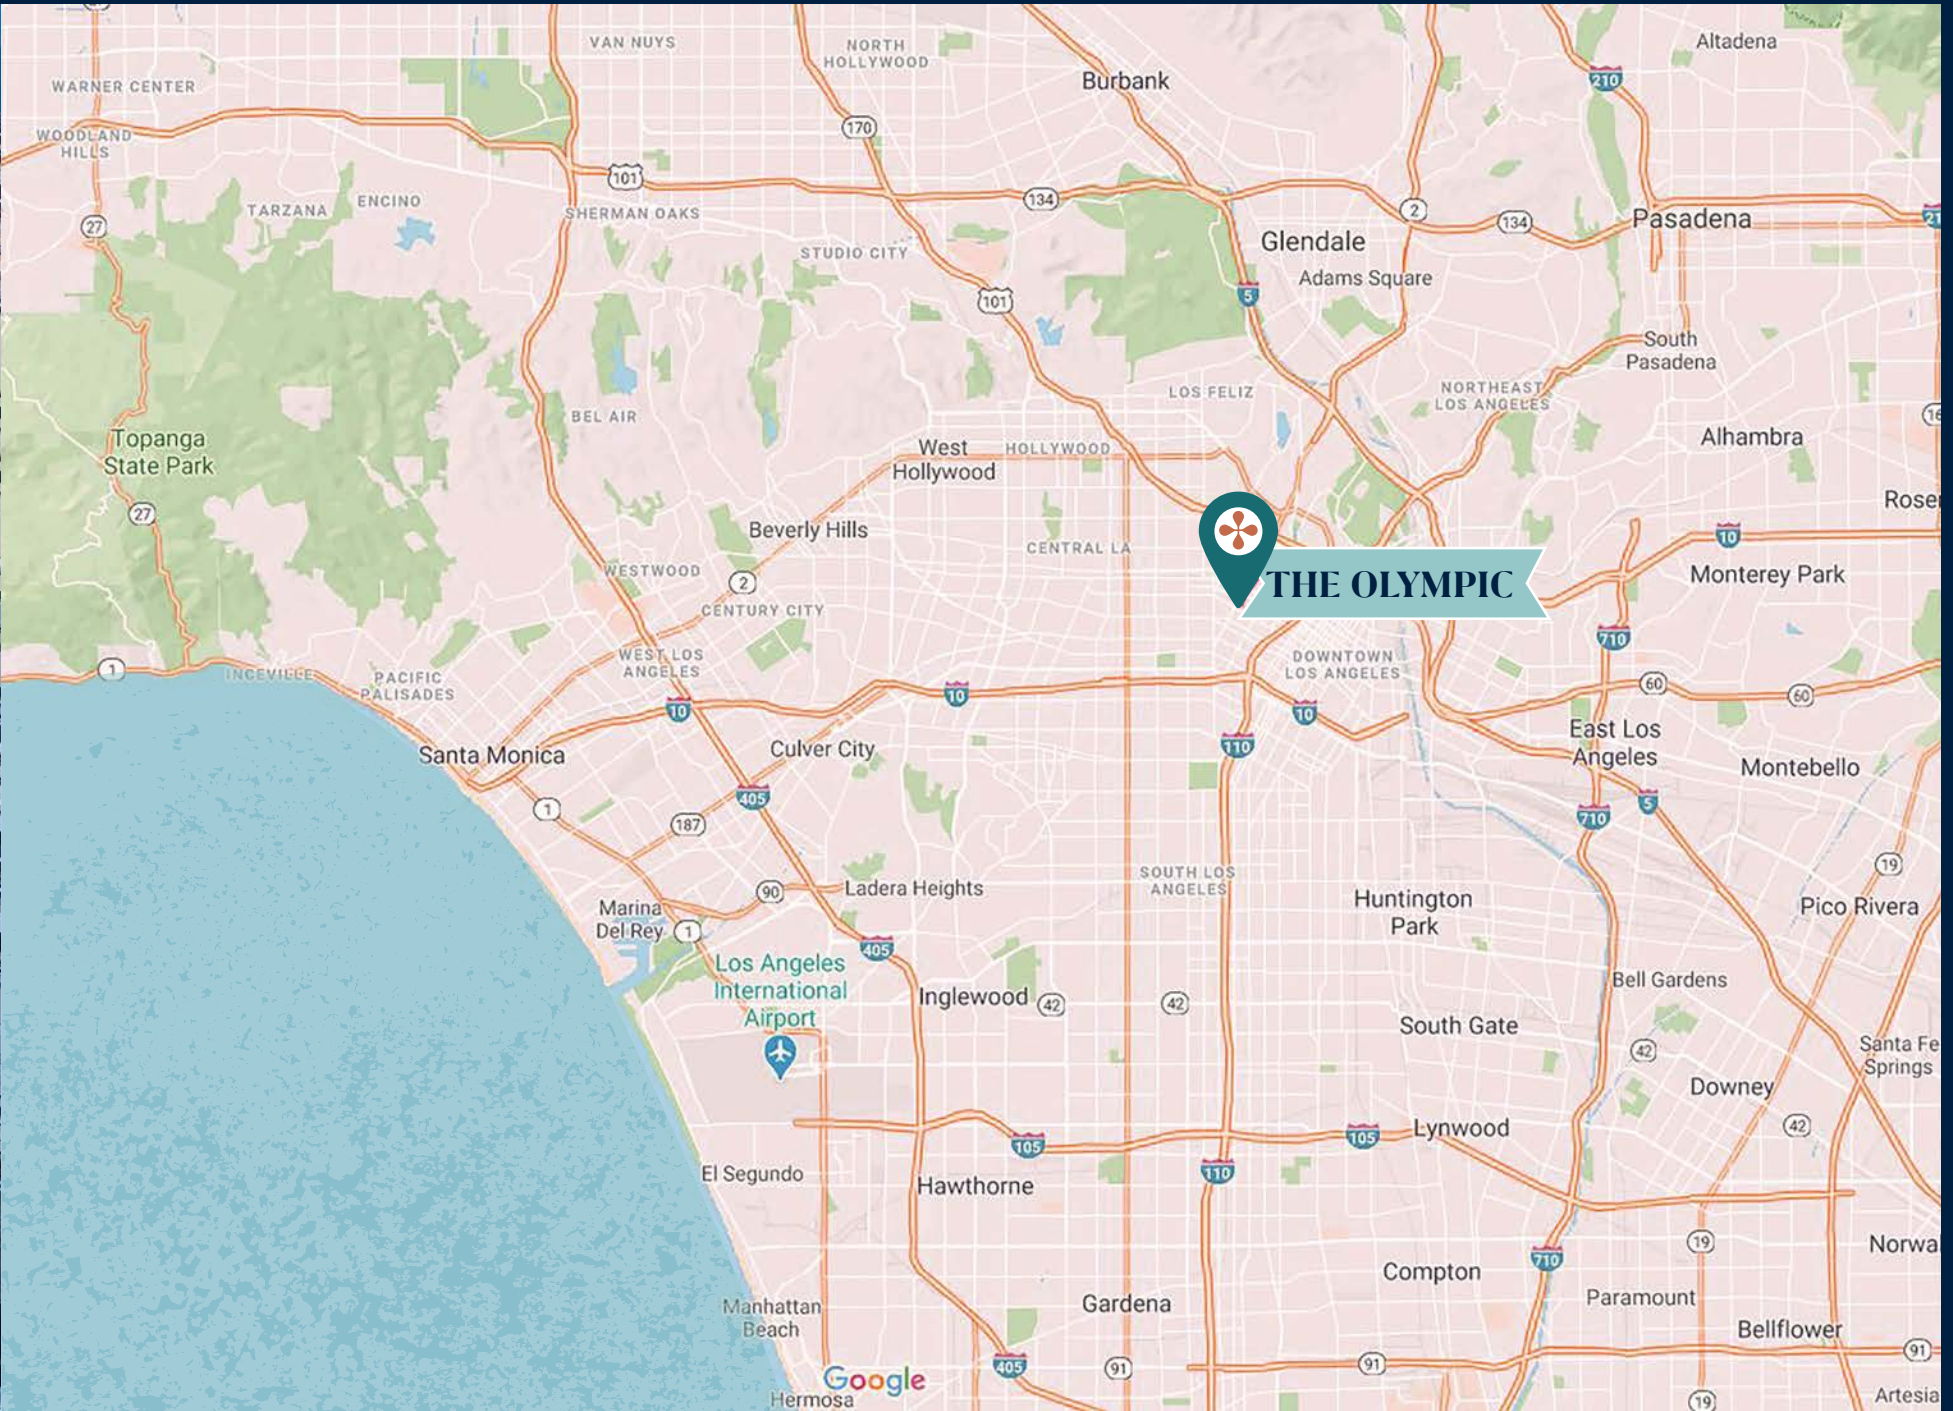 VAN NUYS
NORTH
HOLLYWOOD
Burbank
Altadena
210
WARNER CENTER
170
WOODLAND
HILLS
101
134
ENCINO
TARZANA
SHERMAN OAKS
27
2
134
Pasadena
21
STUDIO CITY
Glendale
Adams Square
5
101
South
Pasadena
LOS FELIZ
NORTHEAST
LOS ANGELES
BEL AIR
16
Topanga
State Park
West
Hollywood
HOLLYWOOD
Alhambra
27
Roser
Beverly Hills
CENTRAL LA
10
WESTWOOD
2
THE OLYMPIC
Monterey Park
CENTURY CITY
710
1
INCEVILLE
PACIFIC
PALISADES
WEST LOS
ANGELES
DOWNTOWN
LOS ANGELES
10
10
10
60
60
Santa Monica
Culver City
110
East Los
Angeles
Montebello
405
1
187
710
5
19
SOUTH LOS
ANGELES
90
Ladera Heights
Marina
Del Rey
1
Huntington
Park
Pico Rivera
405
Los Angeles
International
Airport
Inglewood
42
42
Bell Gardens
South Gate
42
Santa Fe
Springs
Downey
42
105
105
Lynwood
El Segundo
Hawthorne
110
19
Norwa
710
Compton
Paramount
Manhattan
Beach
Gardena
Bellflower
405
91
91
91
Google
Hermosa
19
Artesia